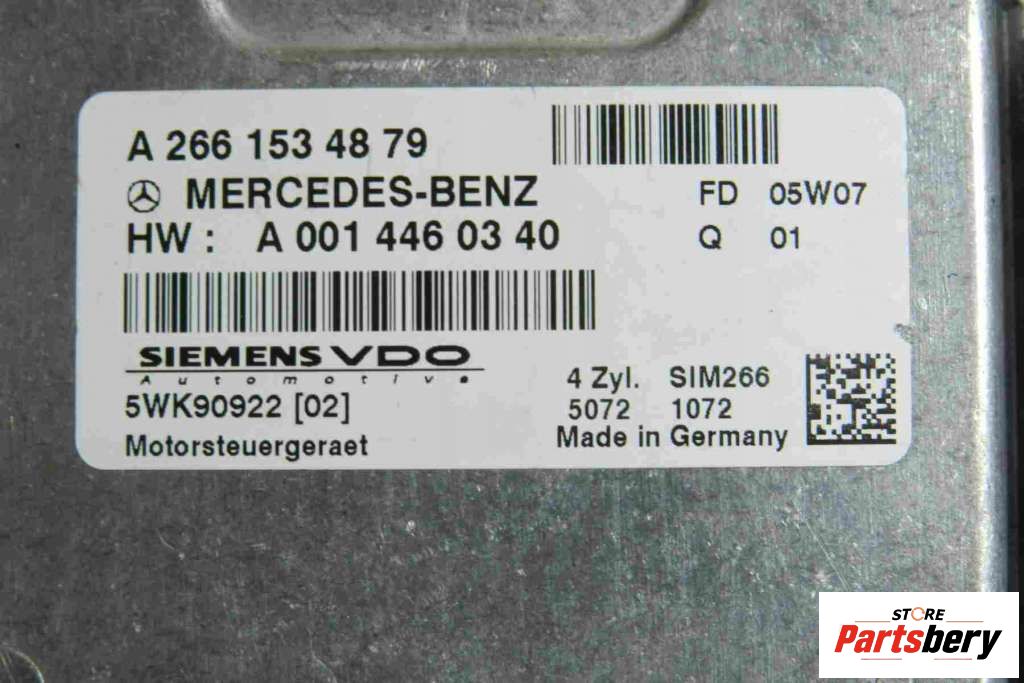 A 266 153 48 79
MERCEDES-BENZ FD 05W07
HW : A 001 446 03 40 Q 01
SIEMENS VDO
Automotive
4 Zyl. SIM266
5WK90922 [02] 5072 1072
Motorsteuergeraet Made in Germany
STORE
Partsbery